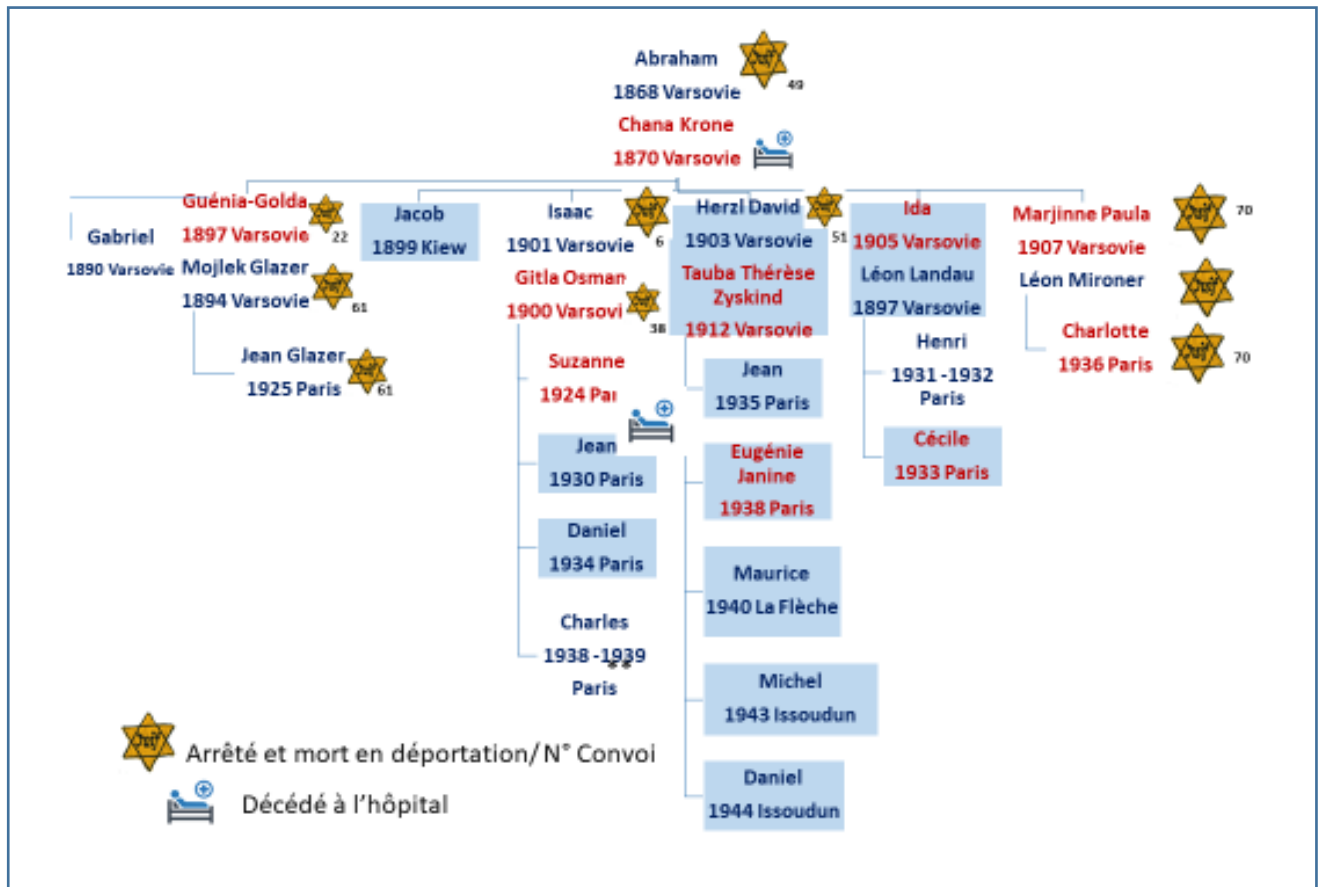 Abraham
1868 Varsovie
49
Chana Krone
1870 Varsovie
Gabriel
1890 Varsovie
Guénia-Golda
1897 Varsovie
22
Mojlek Glazer
1894 Varsovie
61
Jean Glazer
1925 Paris
61
Jacob
1899 Kiew
Isaac
1901 Varsovie
6
Gitla Osman
1900 Varsovi
38
Suzanne
1924 Pari
Jean
1930 Paris
Daniel
1934 Paris
Charles
1938 -1939
**
Paris
Herzl David
1903 Varsovie
51
Tauba Thérèse
Zyskind
1912 Varsovie
Jean
1935 Paris
Eugénie
Janine
1938 Paris
Maurice
1940 La Flèche
Michel
1943 Issoudun
Daniel
1944 Issoudun
Ida
1905 Varsovie
Léon Landau
1897 Varsovie
Henri
1931 -1932
Paris
Cécile
1933 Paris
Marjinne Paula
1907 Varsovie
70
Léon Mironer
Charlotte
1936 Paris
70
Juif
Arrêté et mort en déportation/ N° Convoi
Décédé à l'hôpital